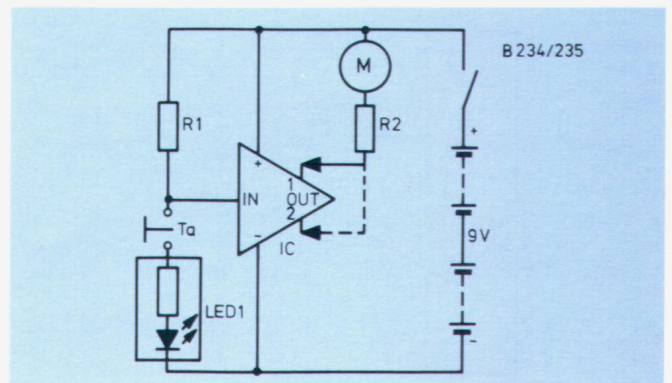 B 234/235
M
R1
R2
+
+
1
IN
OUT
2
Ta
-
IC
9V
LED1
-